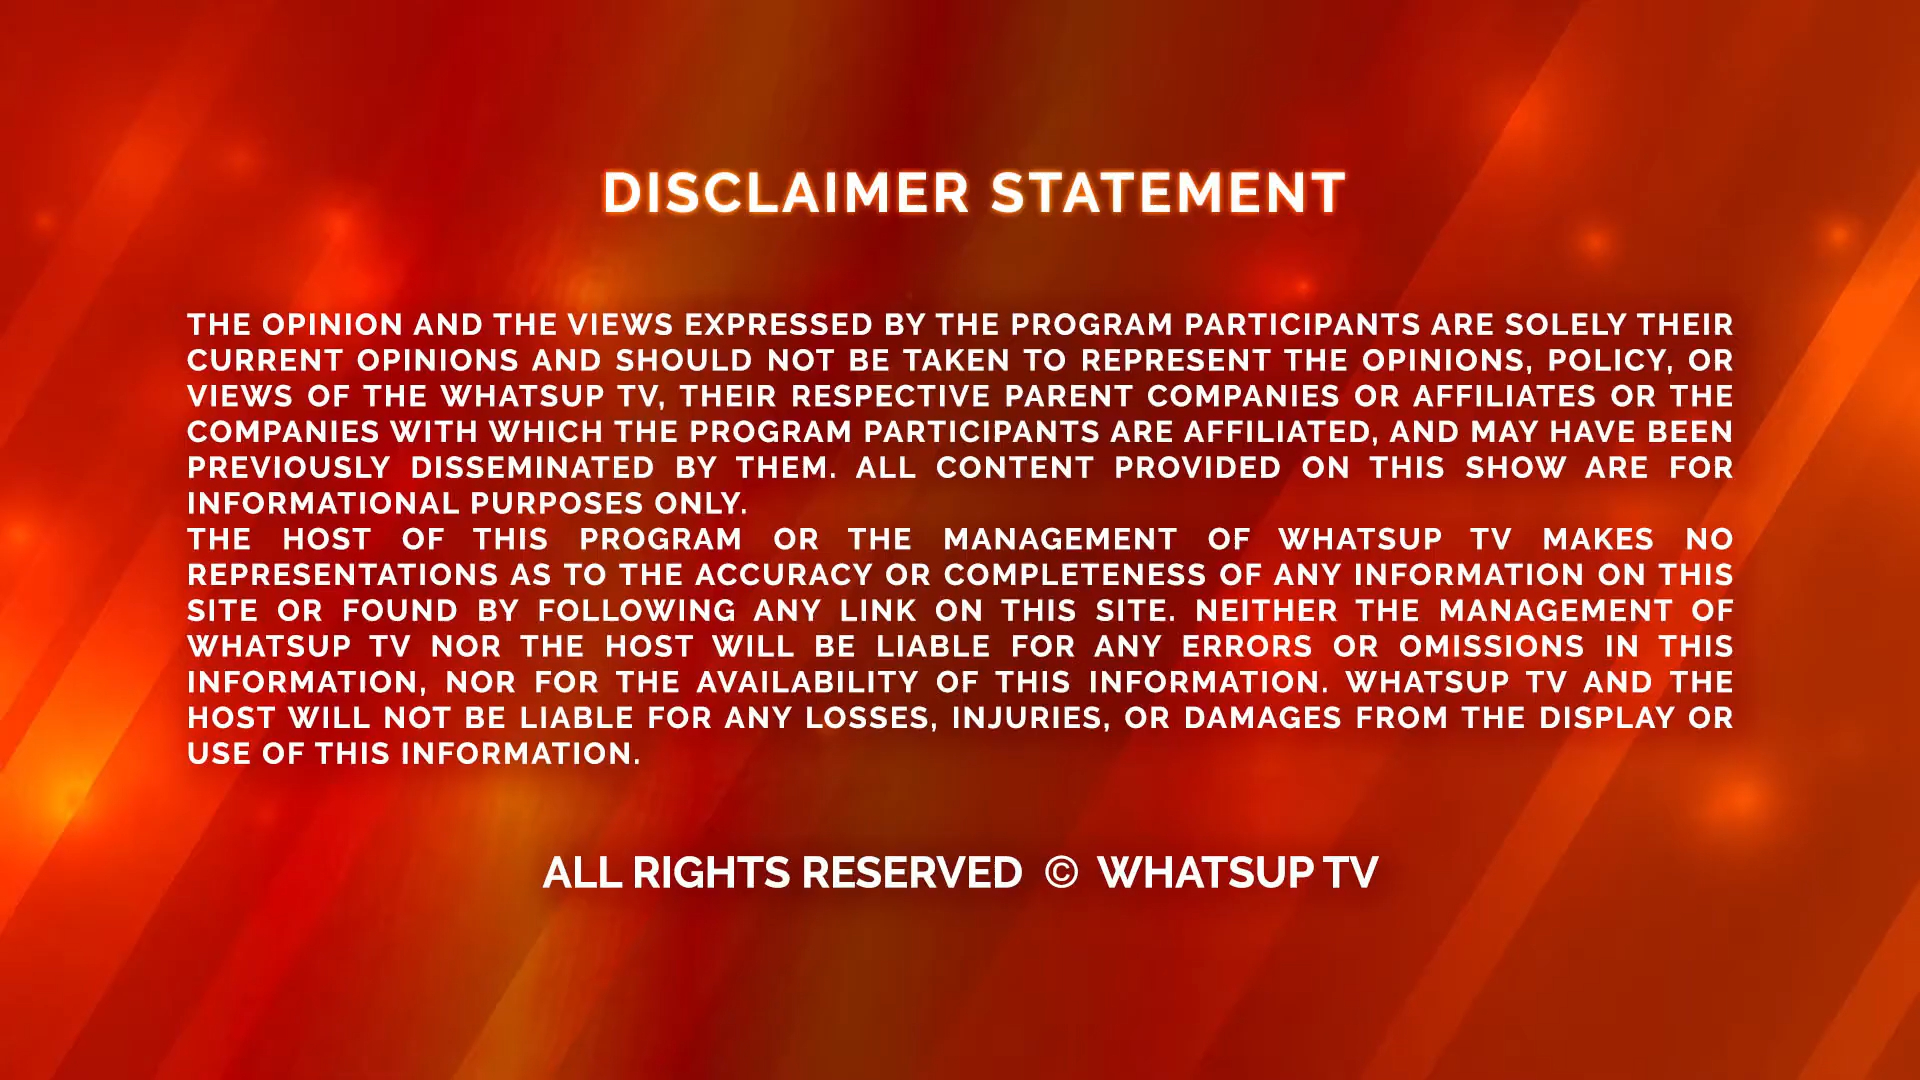 DISCLAIMER STATEMENT
THE OPINION AND THE VIEWS EXPRESSED BY THE PROGRAM PARTICIPANTS ARE SOLELY THEIR
CURRENT OPINIONS AND SHOULD NOT BE TAKEN TO REPRESENT THE OPINIONS, POLICY, OR
VIEWS OF THE WHATSUP TV, THEIR RESPECTIVE PARENT COMPANIES OR AFFILIATES OR THE
COMPANIES WITH WHICH THE PROGRAM PARTICIPANTS ARE AFFILIATED, AND MAY HAVE BEEN
PREVIOUSLY DISSEMINATED BY THEM. ALL CONTENT PROVIDED ON THIS SHOW ARE FOR
INFORMATIONAL PURPOSES ONLY.
THE HOST OF THIS PROGRAM OR THE MANAGEMENT OF WHATSUP TV MAKES NO
REPRESENTATIONS AS TO THE ACCURACY OR COMPLETENESS OF ANY INFORMATION ON THIS
SITE OR FOUND BY FOLLOWING ANY LINK ON THIS SITE. NEITHER THE MANAGEMENT OF
WHATSUP TV NOR THE HOST WILL BE LIABLE FOR ANY ERRORS OR OMISSIONS IN THIS
INFORMATION, NOR FOR THE AVAILABILITY OF THIS INFORMATION. WHATSUP TV AND THE
HOST WILL NOT BE LIABLE FOR ANY LOSSES, INJURIES, OR DAMAGES FROM THE DISPLAY OR
USE OF THIS INFORMATION.
ALL RIGHTS RESERVED © WHATSUP TV